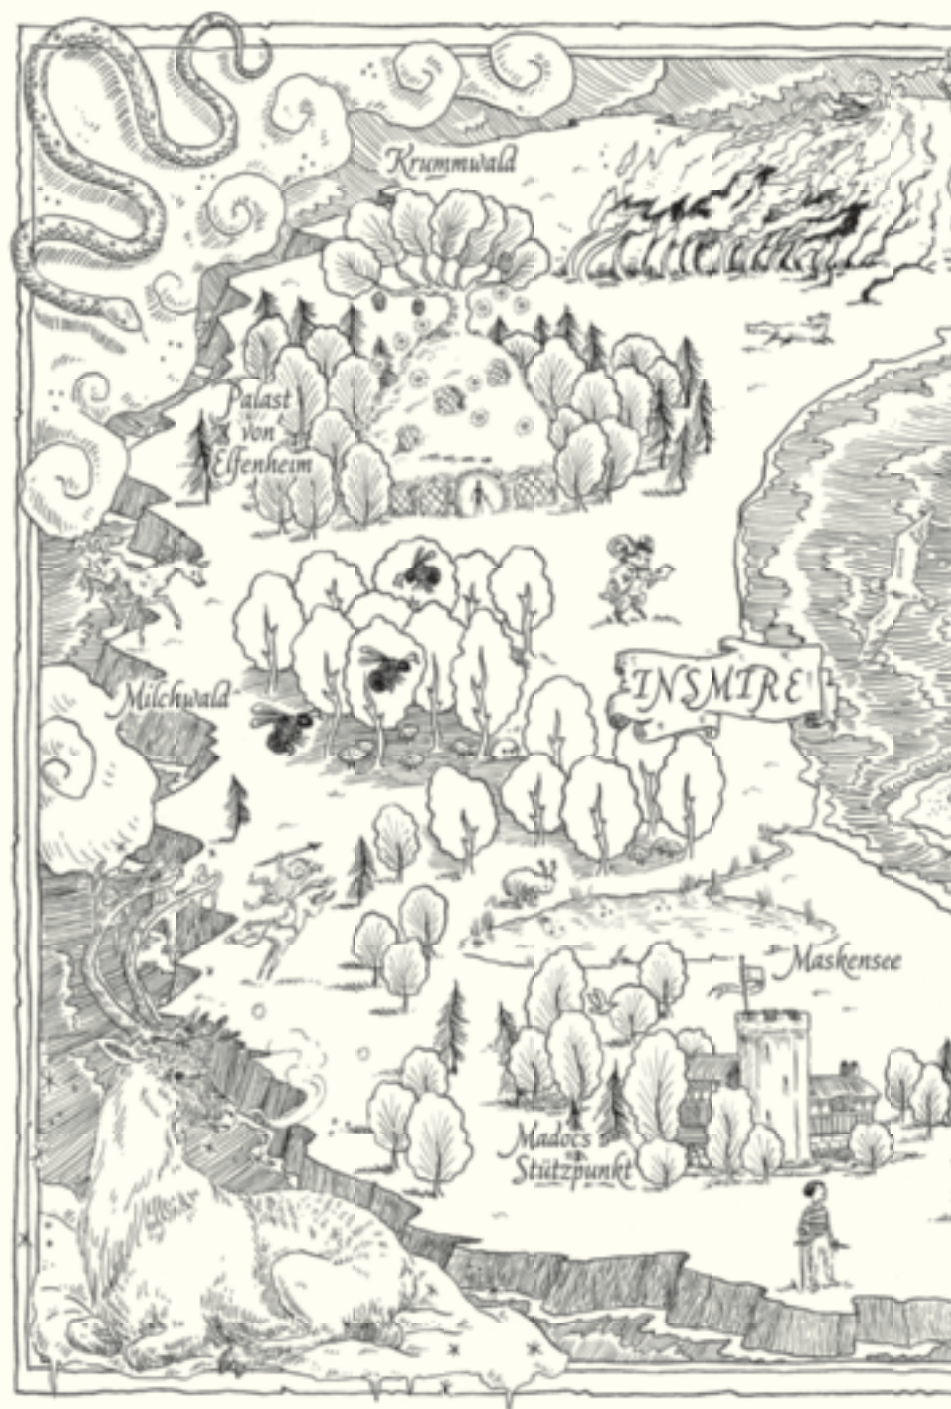 Krummwald
Palast
von
Elfenheim
Milchwald
INSMIRE
Maskensee
Madocs
Stützpunkt